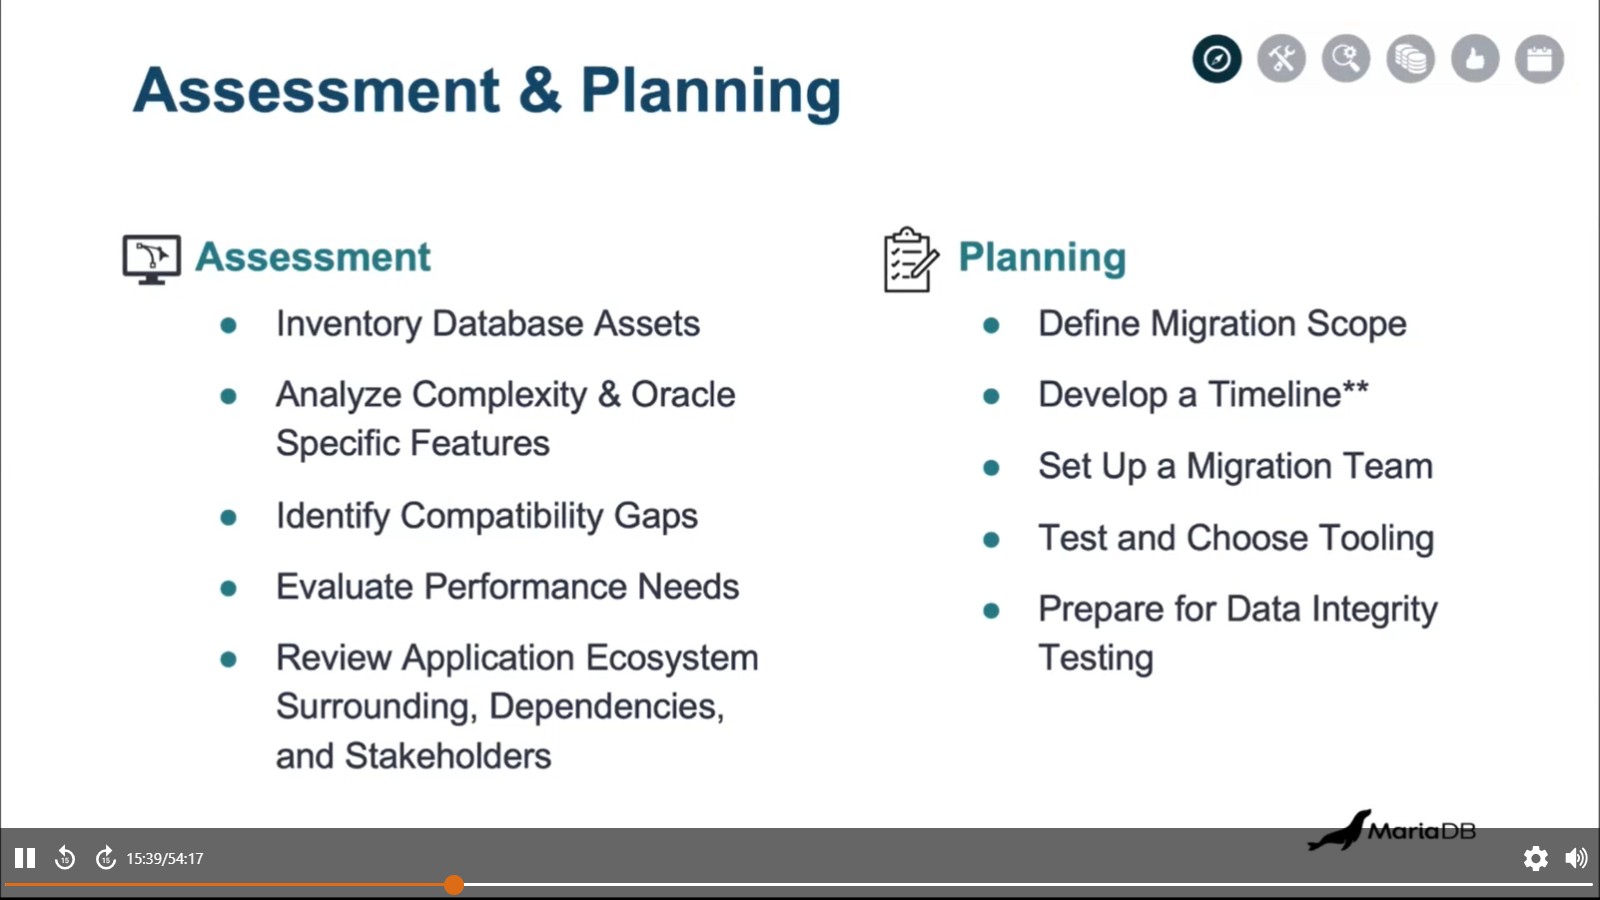 Assessment & Planning
Assessment
Inventory Database Assets
Analyze Complexity & Oracle
Specific Features
Identify Compatibility Gaps
Evaluate Performance Needs
Review Application Ecosystem
Surrounding, Dependencies,
and Stakeholders
Planning
Define Migration Scope
Develop a Timeline**
Set Up a Migration Team
Test and Choose Tooling
Prepare for Data Integrity
Testing
MariaDB
15
15
15:39/54:17